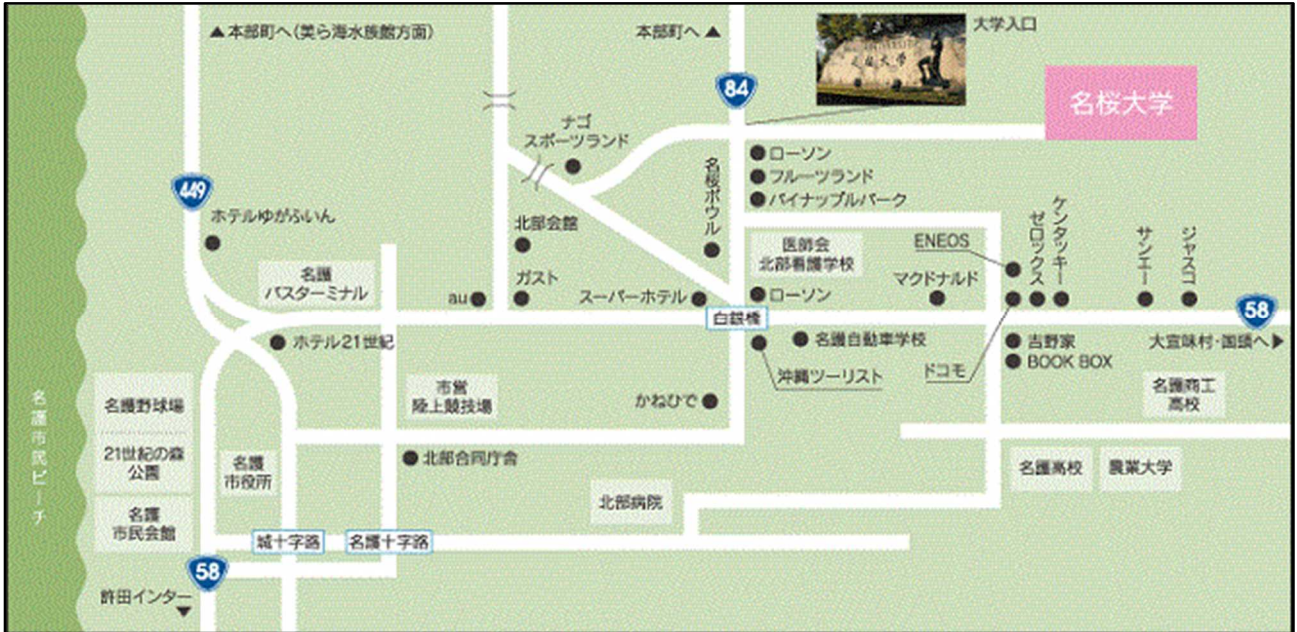 ▲本部町へ(美ら海水族館方面)
本部町へ▲
大学入口
84
名桜大学
ナゴ
スポーツランド
ローソン
フルーツランド
パイナップルパーク
名桜ボウル
449
ホテルゆがふいん
北部会館
医師会
北部看護学校
ENEOS
ゼロックス
ケンタッキー
サンエー
ジャスコ
名護
バスターミナル
au
ガスト
スーパーホテル
ローソン
マクドナルド
白銀橋
58
ホテル21世紀
名護自動車学校
吉野家
大宜味村・国頭へ▶
沖縄ツーリスト
ドコモ
BOOK BOX
市営
陸上競技場
かねひで
名護商工
高校
名護市民ビーチ
名護野球場
21世紀の森
公園
名護
市役所
北部合同庁舎
名護高校
農業大学
北部病院
名護
市民会館
城十字路
名護十字路
58
許田インター
▼